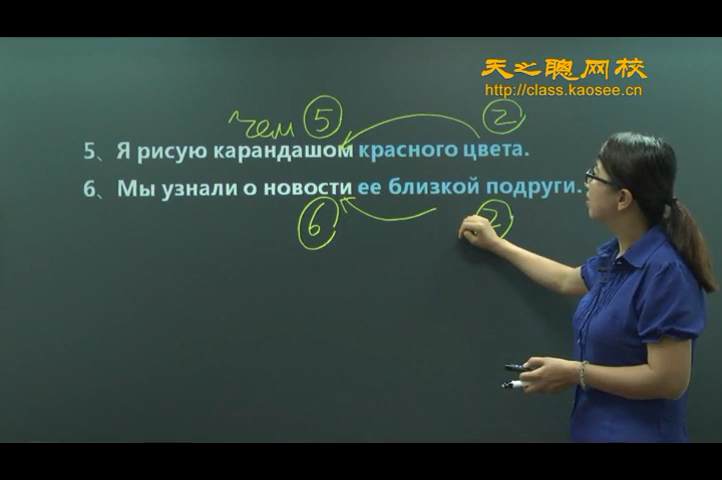 天之聪网校
http://class.kaosee.cn
чем ⑤ ②
5、Я рисую карандашом красного цвета.
6、Мы узнали о новости ее близкой подруги.
⑥ ②